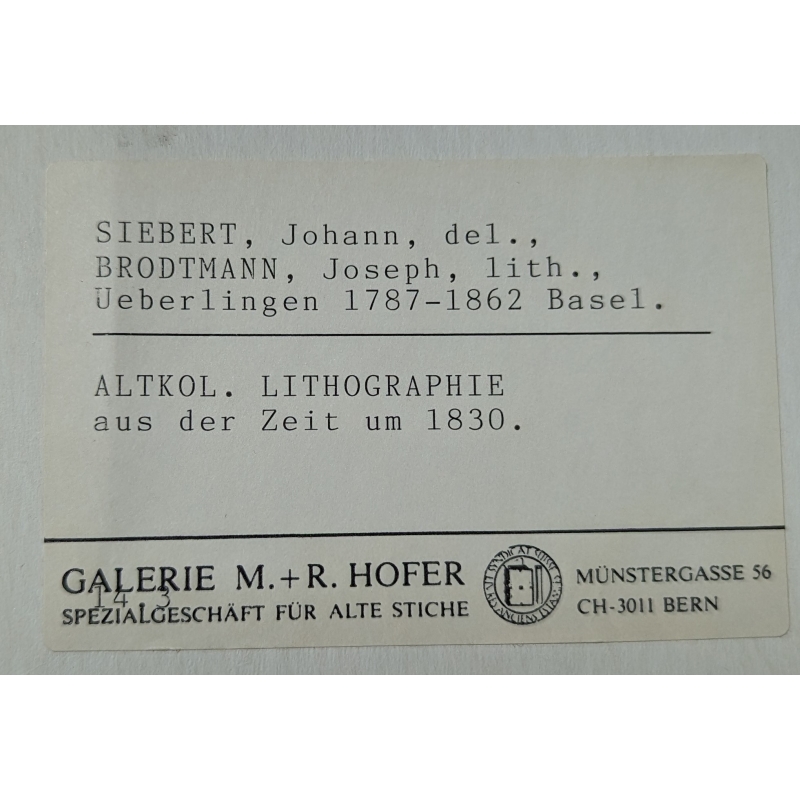 SIEBERT, Johann, del.,
BRODTMANN, Joseph, lith.,
Ueberlingen 1787-1862 Basel.
ALTKOL. LITHOGRAPHIE
aus der Zeit um 1830.
GALERIE M.+R. HOFER
SPEZIALGESCHÄFT FÜR ALTE STICHE
MÜNSTERGASSE 56
CH-3011 BERN